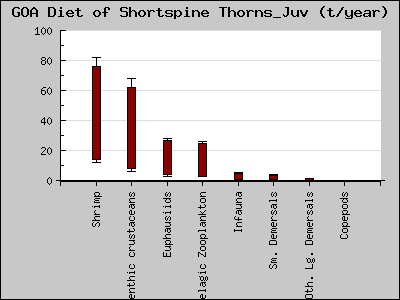 GOA Diet of Shortspine Thorns_Juv (t/year)
100
80
60
40
20
0
Shrimp
enthic crustaceans
Euphausiids
elagic Zooplankton
Infauna
Sm. Demersals
Oth. Lg. Demersals
Copepods